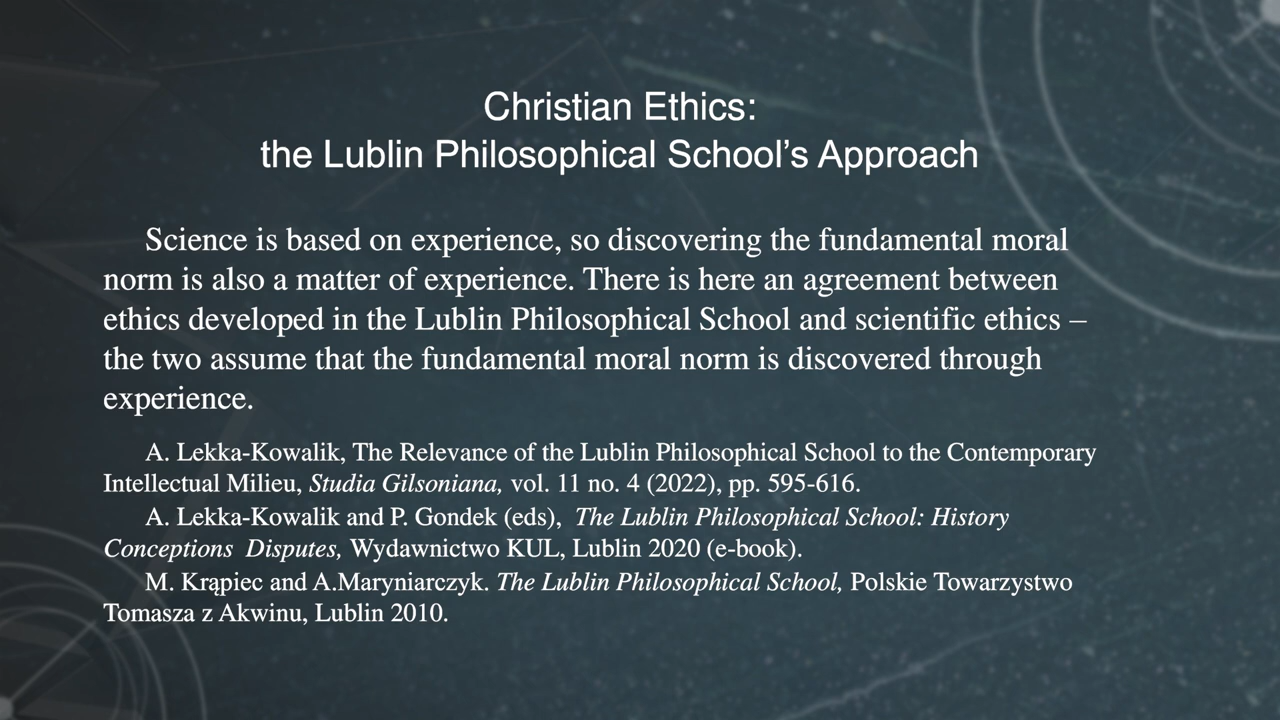 Christian Ethics:
the Lublin Philosophical School’s Approach
Science is based on experience, so discovering the fundamental moral
norm is also a matter of experience. There is here an agreement between
ethics developed in the Lublin Philosophical School and scientific ethics –
the two assume that the fundamental moral norm is discovered through
experience.
A. Lekka-Kowalik, The Relevance of the Lublin Philosophical School to the Contemporary
Intellectual Milieu, Studia Gilsoniana, vol. 11 no. 4 (2022), pp. 595-616.
A. Lekka-Kowalik and P. Gondek (eds),  The Lublin Philosophical School: History
Conceptions  Disputes, Wydawnictwo KUL, Lublin 2020 (e-book).
M. Krąpiec and A.Maryniarczyk. The Lublin Philosophical School, Polskie Towarzystwo
Tomasza z Akwinu, Lublin 2010.